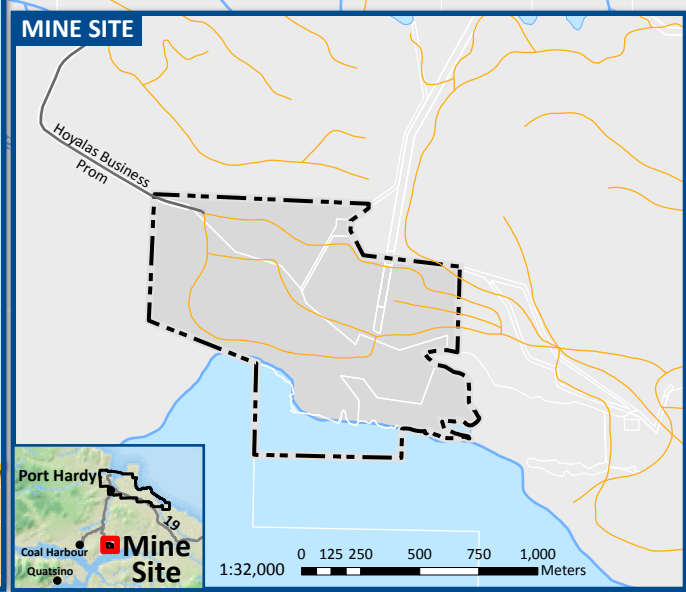 MINE SITE
Hoyalas Business
Prom
Port Hardy
19
Coal Harbour
Mine
Site
Quatsino
1:32,000
0 125 250 500 750 1,000
Meters